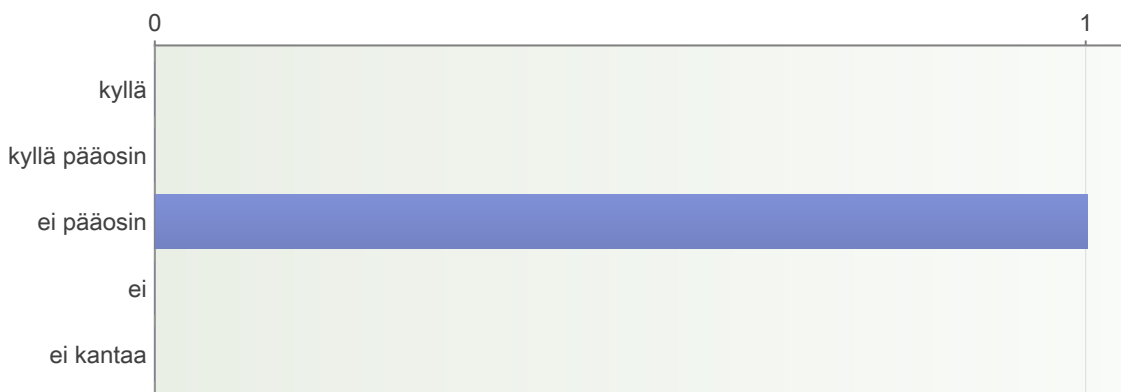 0 1
kyllä
kyllä pääosin
ei pääosin
ei
ei kantaa